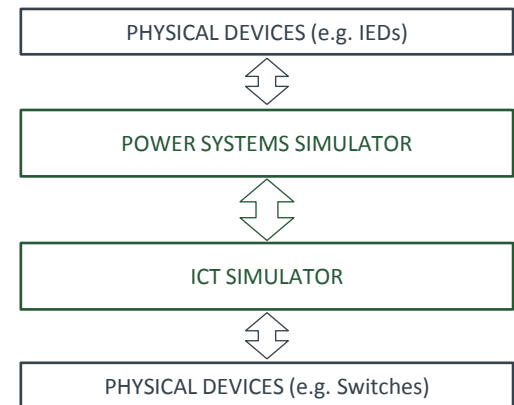 PHYSICAL DEVICES (e.g. IEDs)
POWER SYSTEMS SIMULATOR
ICT SIMULATOR
PHYSICAL DEVICES (e.g. Switches)